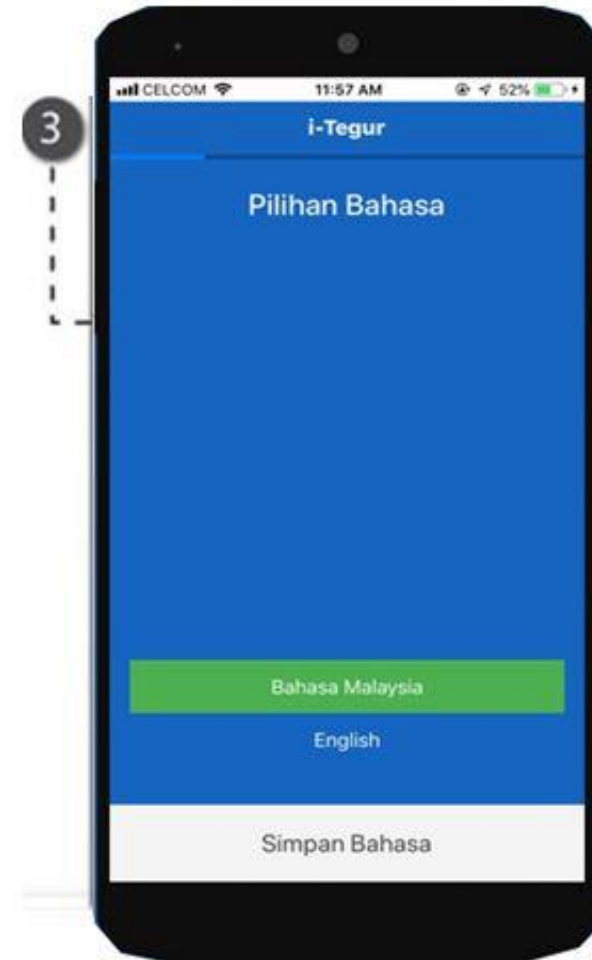 3
CELCOM 11:57 AM 52%
i-Tegur
Pilihan Bahasa
Bahasa Malaysia
English
Simpan Bahasa